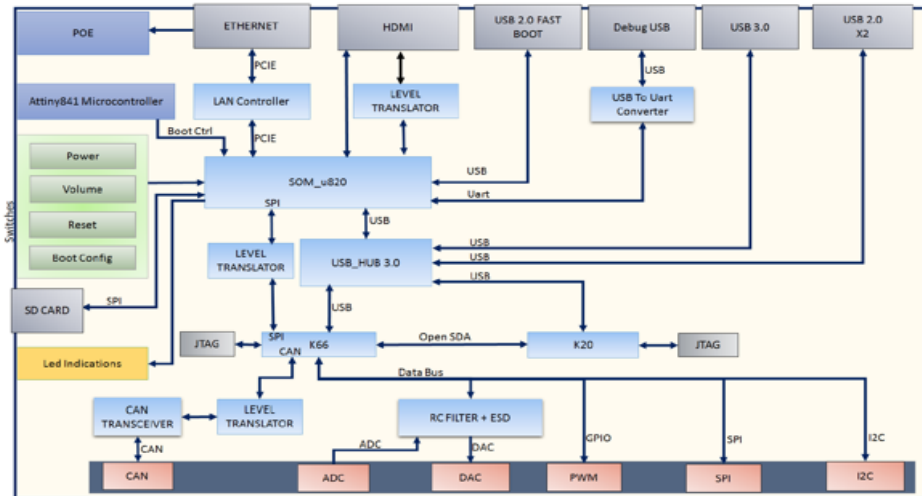 POE
ETHERNET
HDMI
USB 2.0 FAST
BOOT
Debug USB
USB 3.0
USB 2.0
X2
PCIE
USB
Attiny841 Microcontroller
LAN Controller
LEVEL
TRANSLATOR
USB To Uart
Converter
Boot Ctrl
PCIE
Power
Volume
Reset
Boot Config
Switches
SOM_u820
SPI
USB
Uart
USB
LEVEL
TRANSLATOR
USB_HUB 3.0
USB
USB
USB
SD CARD
SPI
USB
JTAG
SPI
K66
CAN
Open SDA
K20
JTAG
Led Indications
Data Bus
CAN
TRANSCEIVER
LEVEL
TRANSLATOR
RC FILTER + ESD
CAN
ADC
DAC
GPIO
SPI
I2C
CAN
ADC
DAC
PWM
SPI
I2C